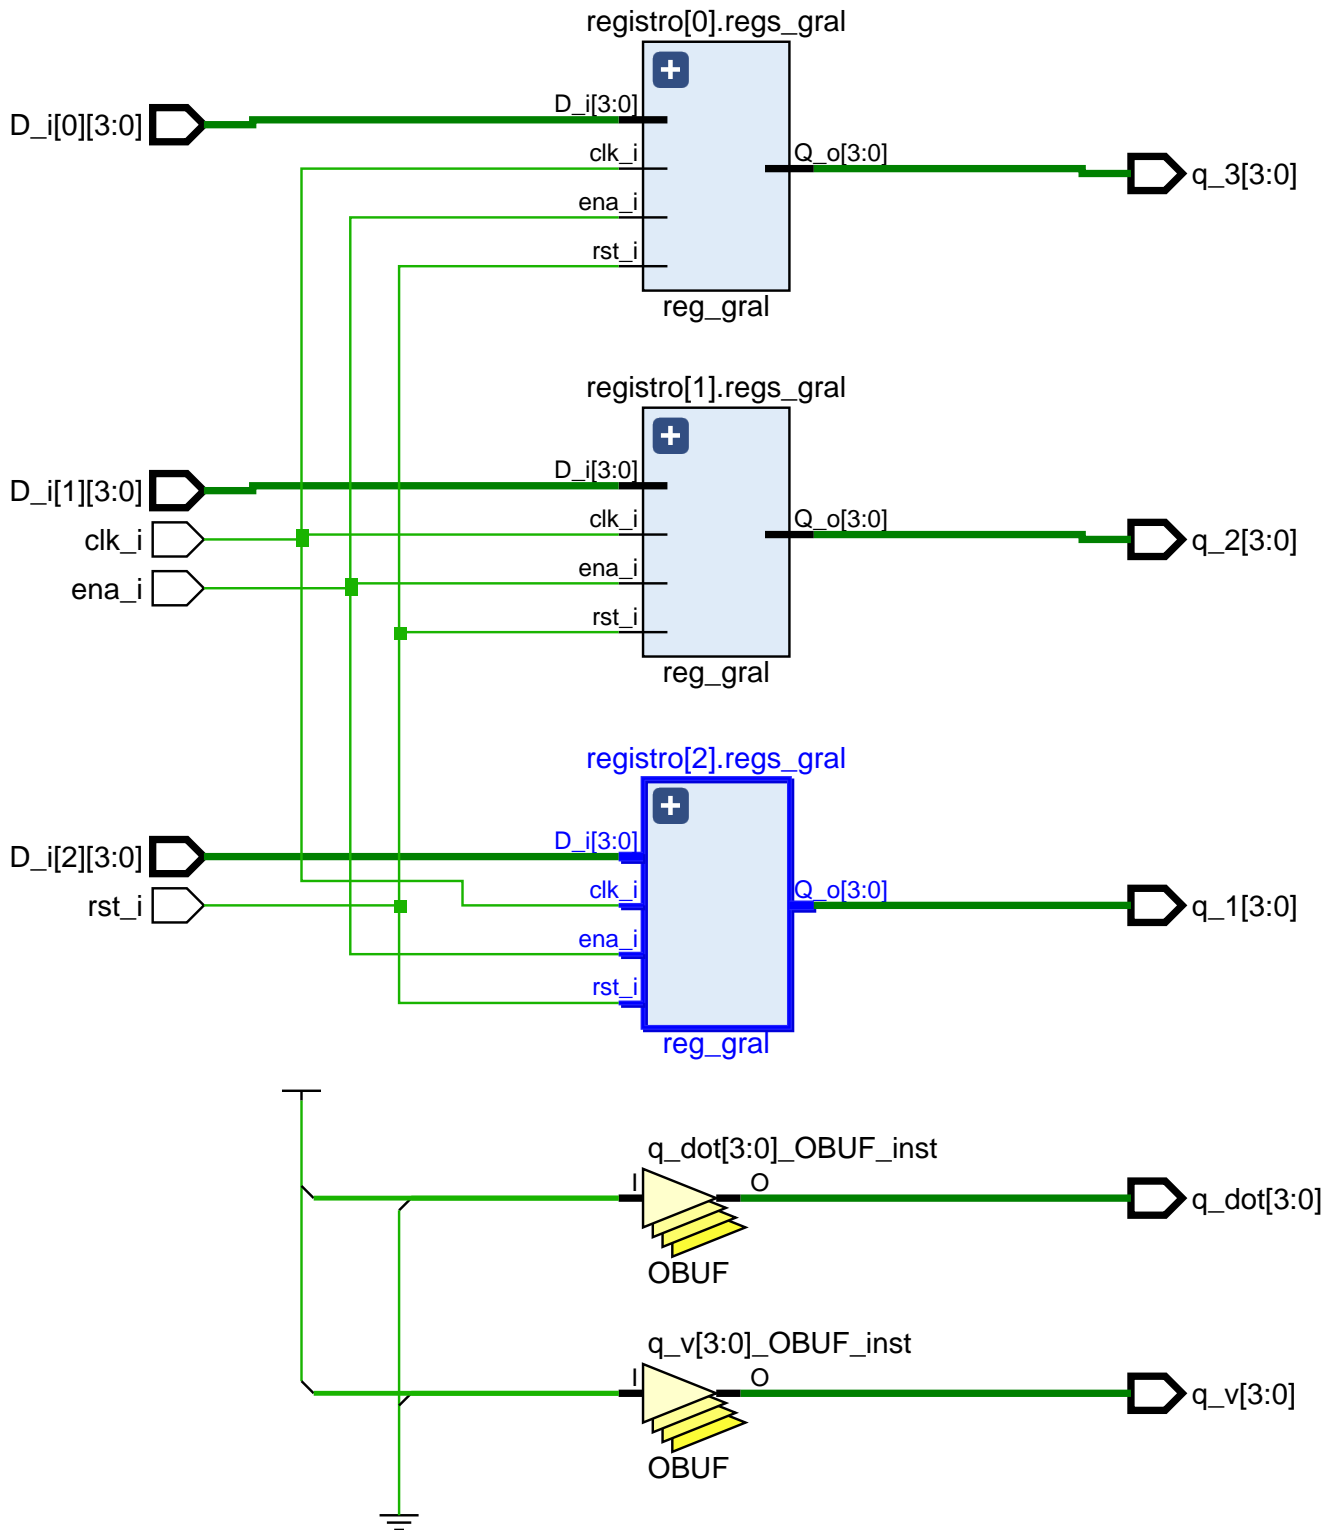 registro[0].regs_gral
D_i[0][3:0]
D_i[3:0]
clk_i
ena_i
rst_i
Q_o[3:0]
q_3[3:0]
reg_gral
registro[1].regs_gral
D_i[1][3:0]
clk_i
ena_i
D_i[3:0]
clk_i
ena_i
rst_i
Q_o[3:0]
q_2[3:0]
reg_gral
registro[2].regs_gral
D_i[2][3:0]
rst_i
D_i[3:0]
clk_i
ena_i
rst_i
Q_o[3:0]
q_1[3:0]
reg_gral
q_dot[3:0]_OBUF_inst
I
O
q_dot[3:0]
OBUF
q_v[3:0]_OBUF_inst
I
O
q_v[3:0]
OBUF